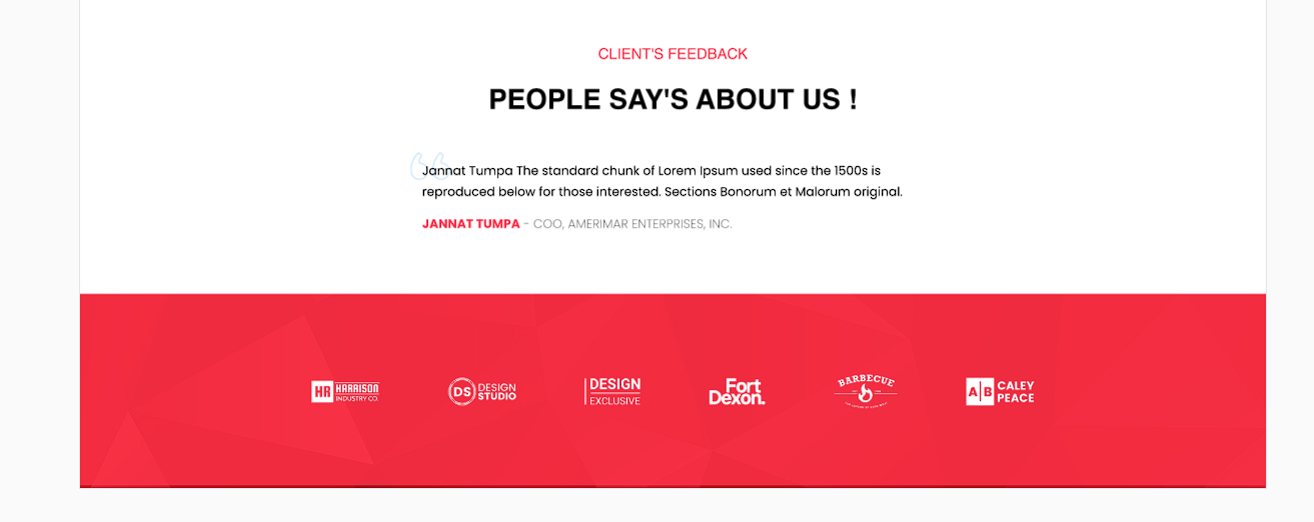 CLIENT'S FEEDBACK
PEOPLE SAY'S ABOUT US !
Jannat Tumpa The standard chunk of Lorem Ipsum used since the 1500s is
reproduced below for those interested. Sections Bonorum et Malorum original.
JANNAT TUMPA - COO, AMERIMAR ENTERPRISES, INC.
HR HARRISON
INDUSTRY CO.
DS DESIGN
STUDIO
DESIGN
EXCLUSIVE
Fort
Dexon.
BARBECUE
A|B CALEY
PEACE